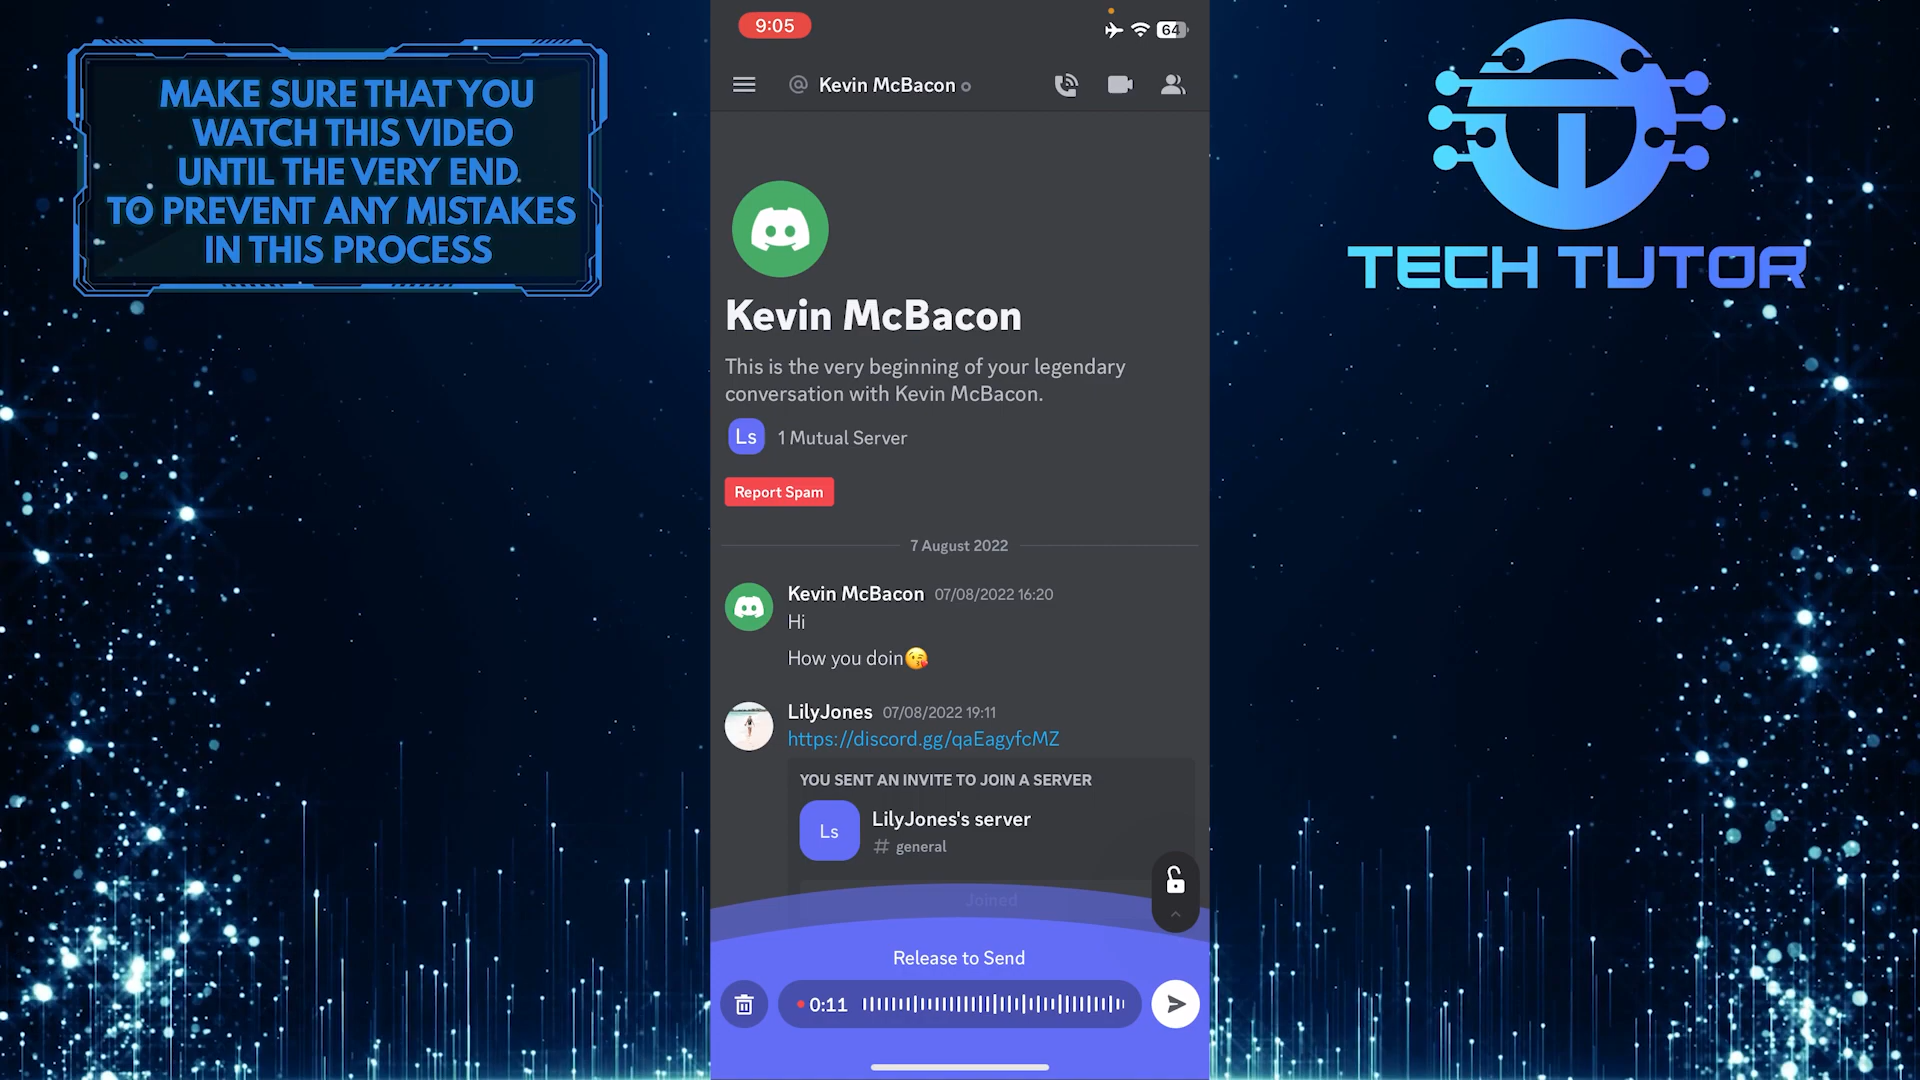 MAKE SURE THAT YOU
WATCH THIS VIDEO
UNTIL THE VERY END
TO PREVENT ANY MISTAKES
IN THIS PROCESS
9:05
64
@ Kevin McBacon
Kevin McBacon
This is the very beginning of your legendary
conversation with Kevin McBacon.
Ls 1 Mutual Server
Report Spam
7 August 2022
Kevin McBacon 07/08/2022 16:20
Hi
How you doin😘
LilyJones 07/08/2022 19:11
https://discord.gg/qaEagyfcMZ
YOU SENT AN INVITE TO JOIN A SERVER
Ls LilyJones's server
# general
Joined
Release to Send
0:11
TECH TUTOR